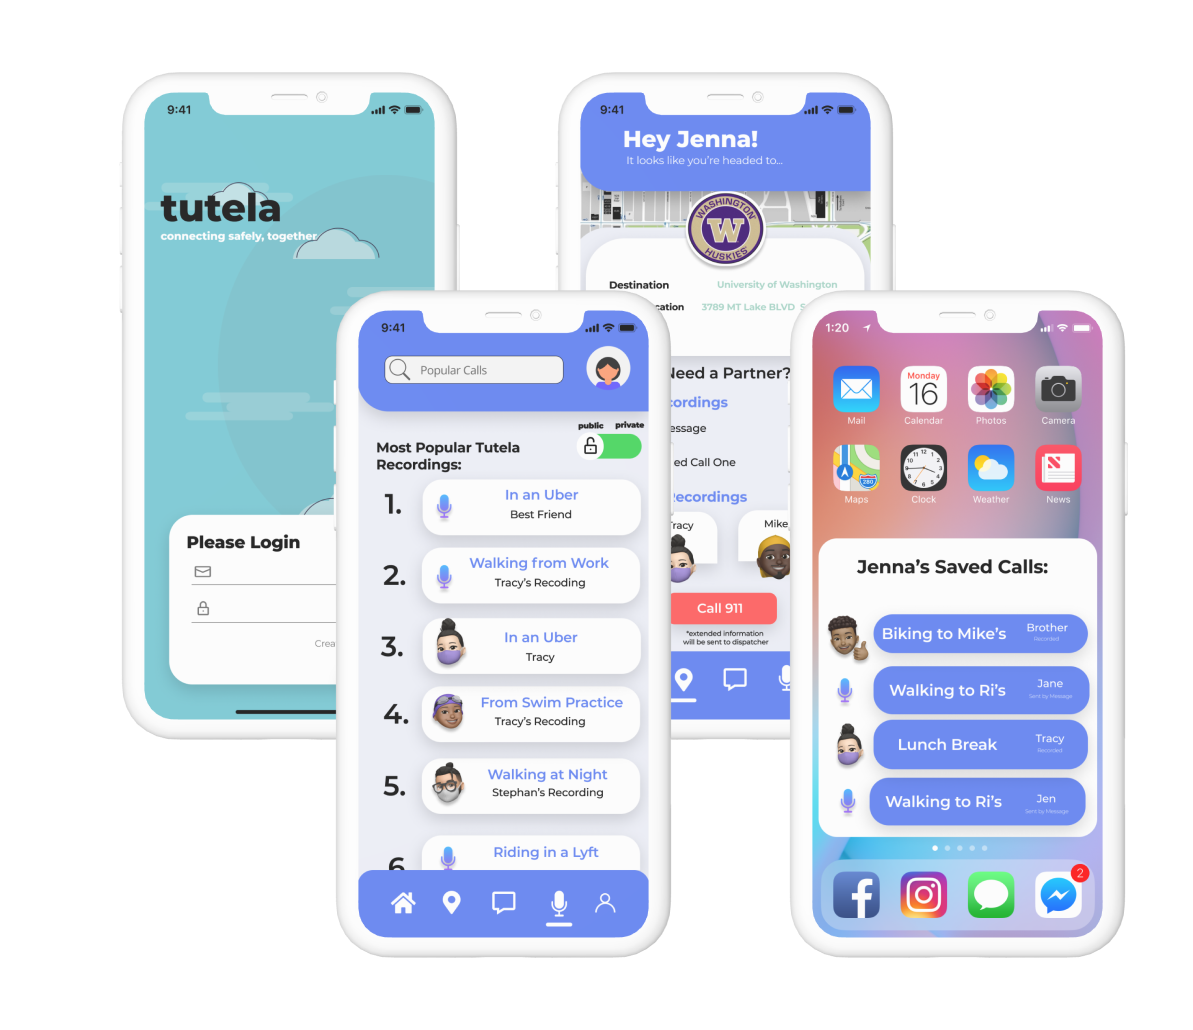 9:41
tutela
connecting safely, together
Please Login
Crea
9:41
Hey Jenna!
It looks like you're headed to...
WASHINGTON
W
HUSKIES
Destination
University of Washington
cation
3789 MT Lake BLVD S
Need a Partner?
cordings
essage
ed Call One
Recordings
Tracy
Mike
Call 911
*extended information
will be sent to dispatcher
9:41
Popular Calls
public
private
Most Popular Tutela
Recordings:
1.
In an Uber
Best Friend
2.
Walking from Work
Tracy's Recoding
3.
In an Uber
Tracy
4.
From Swim Practice
Tracy's Recoding
5.
Walking at Night
Stephan's Recording
6
Riding in a Lyft
1:20
Monday
16
Mail
Calendar
Photos
Camera
12
280
Maps
Clock
Weather
News
Jenna's Saved Calls:
Biking to Mike's
Brother
Recorded
Walking to Ri's
Jane
Sent by Message
Lunch Break
Tracy
Recorded
Walking to Ri's
Jen
Sent by Message
2